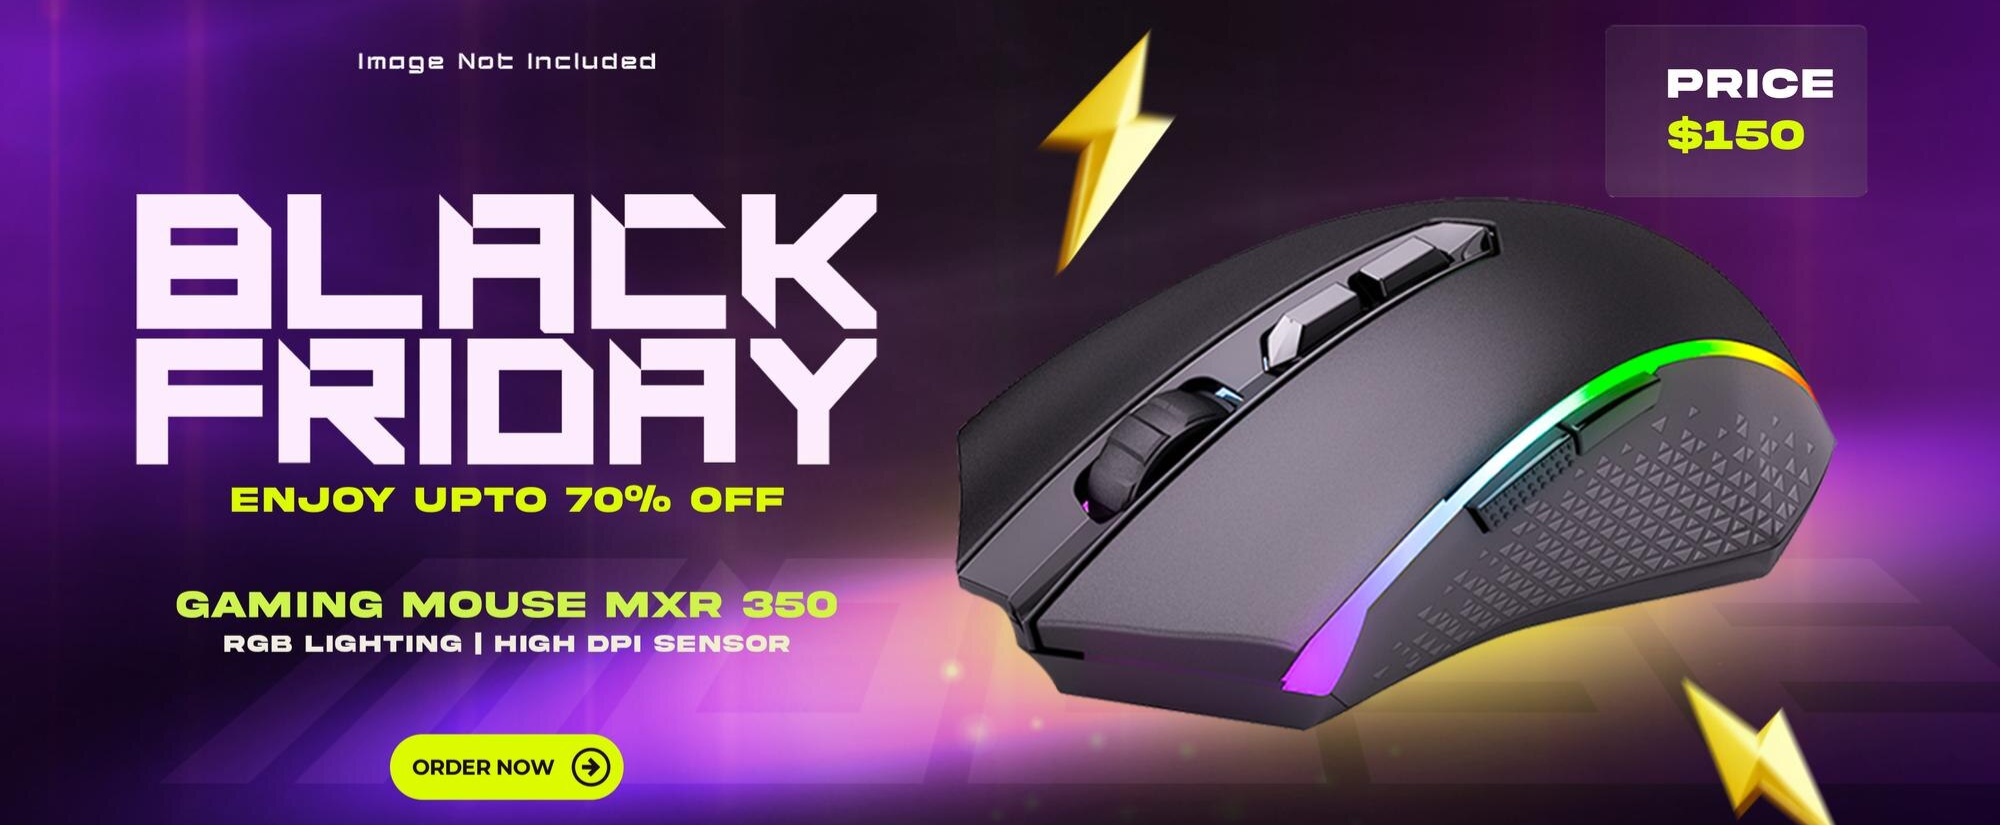 Image Not Included
PRICE
$150
BLACK
FRIDAY
ENJOY UPTO 70% OFF
GAMING MOUSE MXR 350
RGB LIGHTING | HIGH DPI SENSOR
ORDER NOW